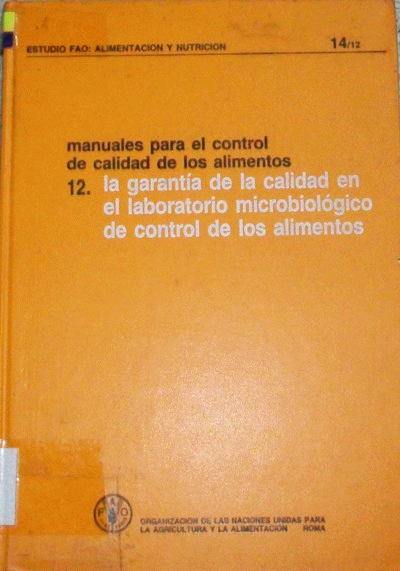 ESTUDIO FAO: ALIMENTACION Y NUTRICION 14/12
manuales para el control
de calidad de los alimentos
12. la garantía de la calidad en
el laboratorio microbiológico
de control de los alimentos
ORGANIZACION DE LAS NACIONES UNIDAS PARA
LA AGRICULTURA Y LA ALIMENTACION ROMA